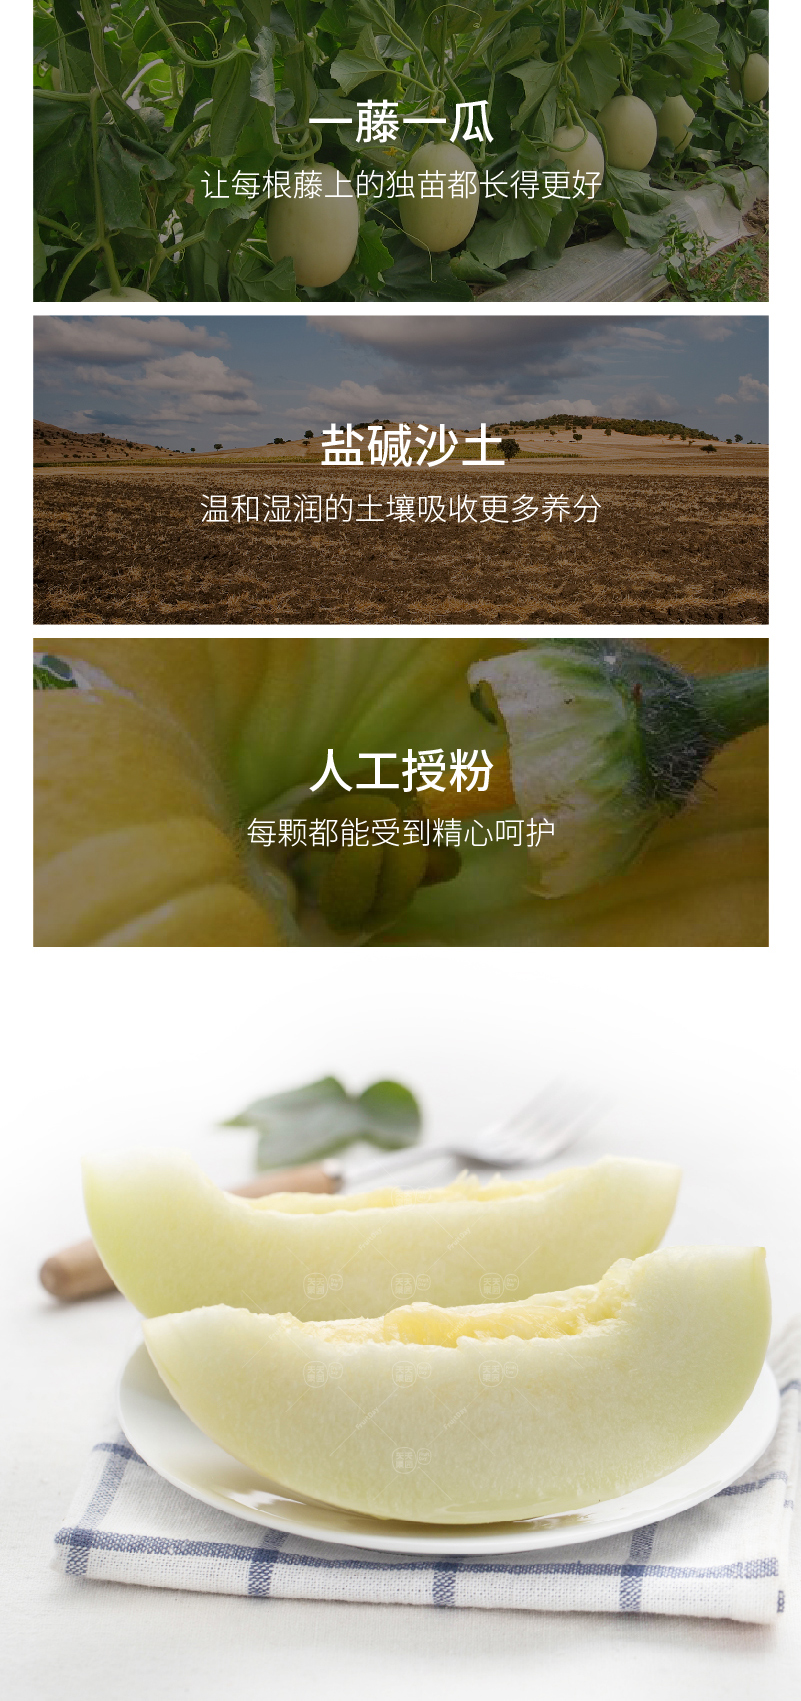 一藤一瓜
让每根藤上的独苗都长得更好
盐碱沙土
温和湿润的土壤吸收更多养分
人工授粉
每颗都能受到精心呵护